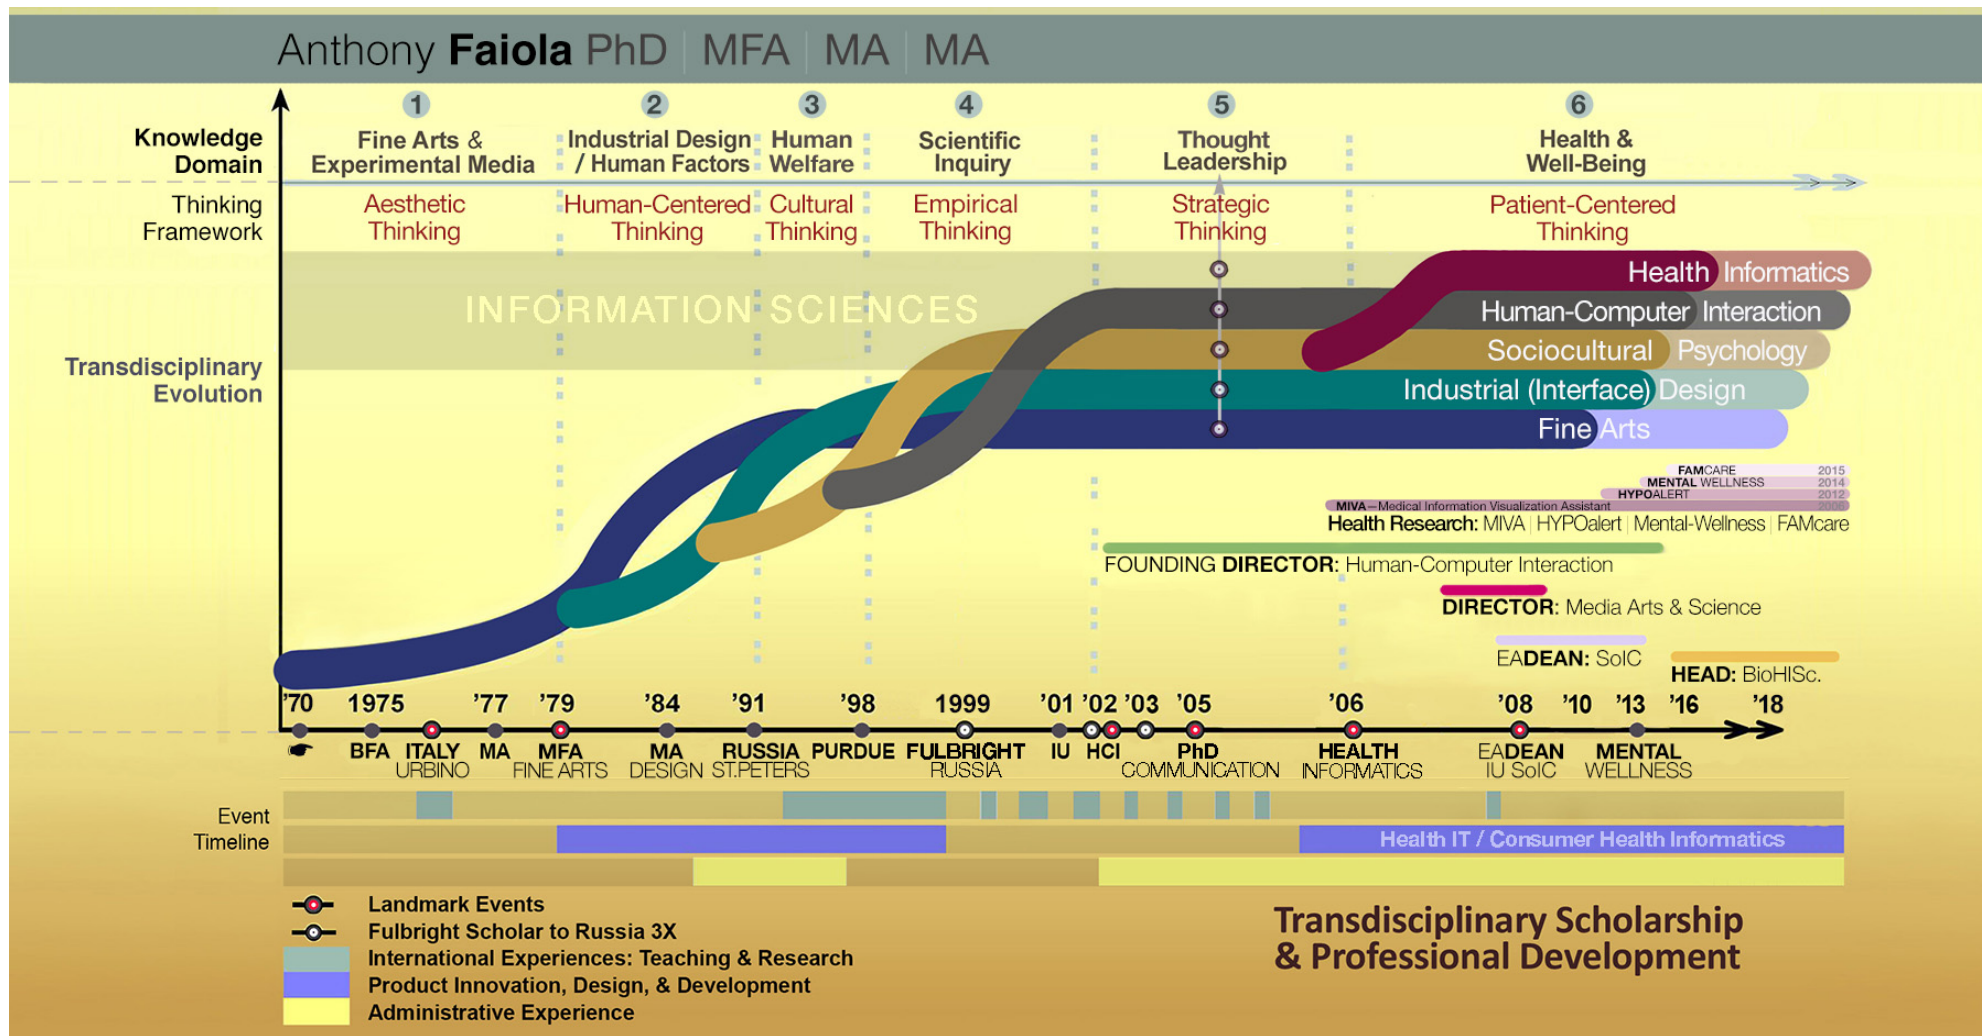 Anthony Faiola PhD | MFA | MA | MA
1 2 3 4 5 6
Knowledge
Domain
Fine Arts &
Experimental Media
Industrial Design
/ Human Factors
Human
Welfare
Scientific
Inquiry
Thought
Leadership
Health &
Well-Being
Thinking
Framework
Aesthetic
Thinking
Human-Centered
Thinking
Cultural
Thinking
Empirical
Thinking
Strategic
Thinking
Patient-Centered
Thinking
INFORMATION SCIENCES
Transdisciplinary
Evolution
Health Informatics
Human-Computer Interaction
Sociocultural Psychology
Industrial (Interface) Design
Fine Arts
FAMCARE 2015
MENTAL WELLNESS 2014
HYPOALERT 2012
MIVA—Medical Information Visualization Assistant 2006
Health Research: MIVA | HYPOalert | Mental-Wellness | FAMcare
FOUNDING DIRECTOR: Human-Computer Interaction
DIRECTOR: Media Arts & Science
EADEAN: SoIC
HEAD: BioHISc.
'70 1975 '77 '79 '84 '91 '98 1999 '01 '02 '03 '05 '06 '08 '10 '13 '16 '18
BFA
ITALY
URBINO
MA
MFA
FINE ARTS
MA
DESIGN
RUSSIA
ST.PETERS
PURDUE
FULBRIGHT
RUSSIA
IU
HCI
PhD
COMMUNICATION
HEALTH
INFORMATICS
EADEAN
IU SoIC
MENTAL
WELLNESS
Event
Timeline
Health IT / Consumer Health Informatics
Landmark Events
Fulbright Scholar to Russia 3X
International Experiences: Teaching & Research
Product Innovation, Design, & Development
Administrative Experience
Transdisciplinary Scholarship
& Professional Development